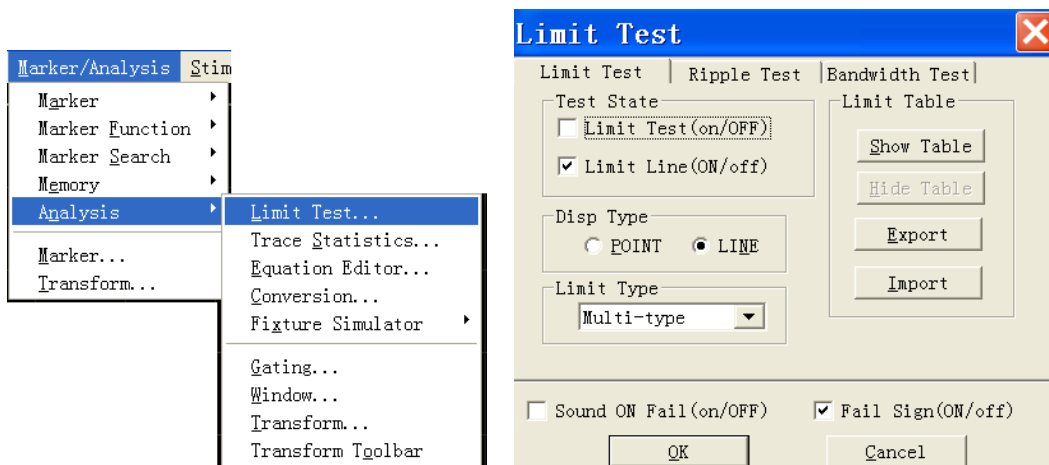 Marker/Analysis Stim
Marker
Marker Function
Marker Search
Memory
Analysis
Marker...
Transform...
Limit Test...
Trace Statistics...
Equation Editor...
Conversion...
Fixture Simulator
Gating...
Window...
Transform...
Transform Toolbar
Limit Test
Limit Test Ripple Test Bandwidth Test
Test State
Limit Test(on/OFF)
Limit Line(ON/off)
Disp Type
POINT LINE
Limit Type
Multi-type
Limit Table
Show Table
Hide Table
Export
Import
Sound ON Fail(on/OFF) Fail Sign(ON/off)
OK Cancel